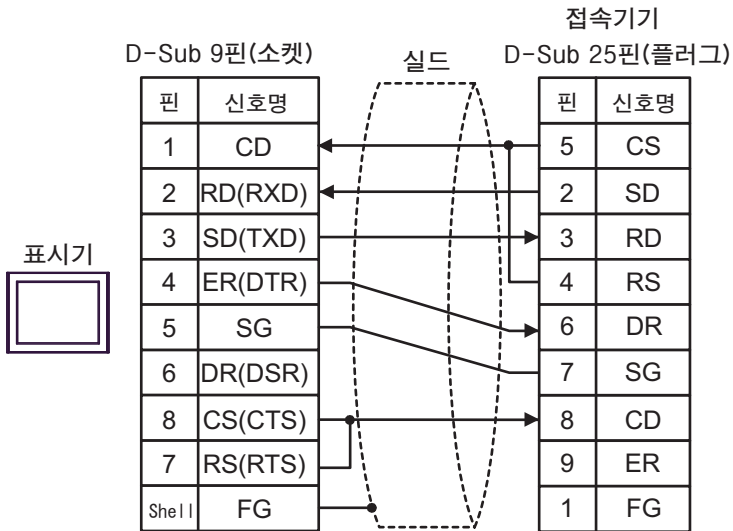 접속기기
D-Sub 9핀(소켓) 실드 D-Sub 25핀(플러그)
핀 신호명 핀 신호명
1 CD 5 CS
2 RD(RXD) 2 SD
3 SD(TXD) 3 RD
표시기
4 ER(DTR) 4 RS
5 SG 6 DR
6 DR(DSR) 7 SG
8 CS(CTS) 8 CD
7 RS(RTS) 9 ER
Shell FG 1 FG